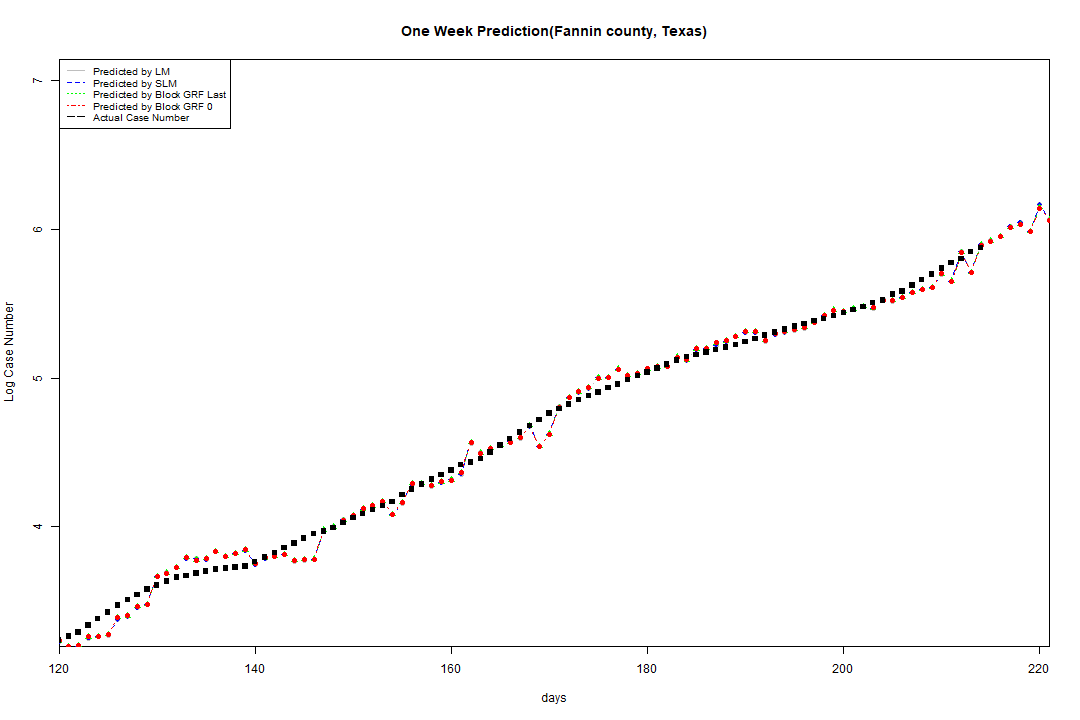 One Week Prediction(Fannin county, Texas)
Predicted by LM
Predicted by SLM
Predicted by Block GRF Last
Predicted by Block GRF 0
Actual Case Number
7
6
5
4
Log Case Number
120 140 160 180 200 220
days